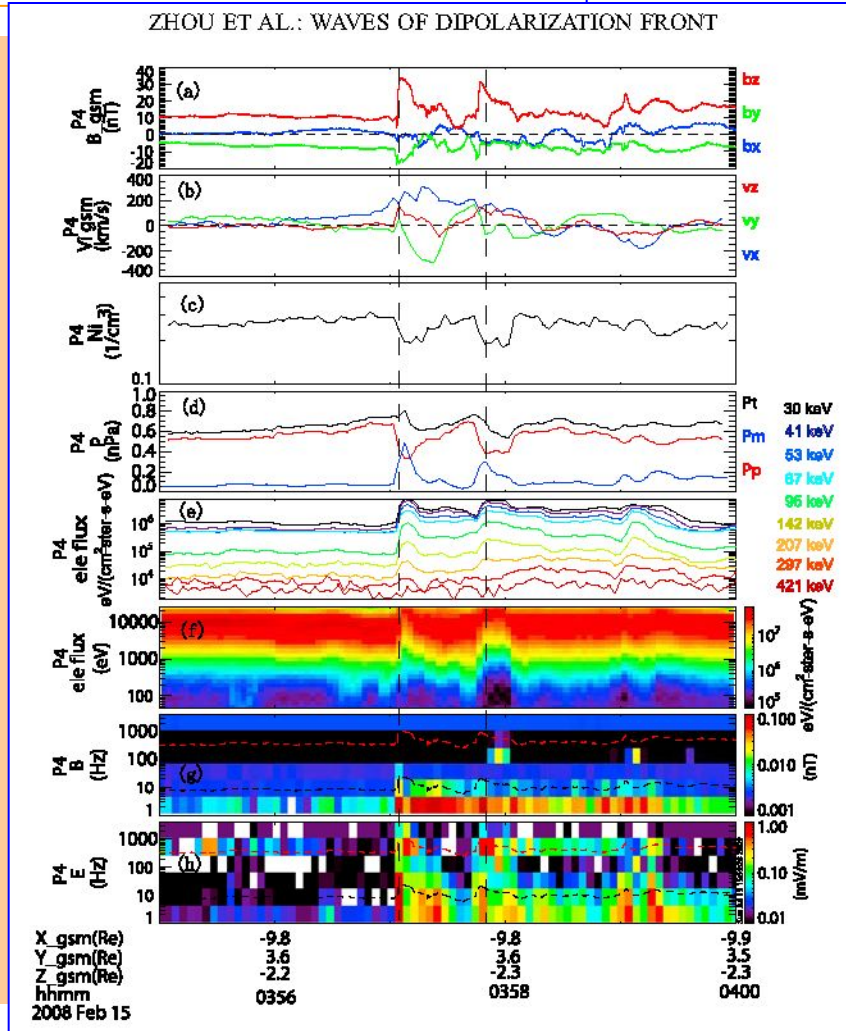 ZHOU ET AL.: WAVES OF DIPOLARIZATION FRONT
(a)
P4
B_gsm
(nT)
40
30
20
10
0
-10
-20
bz
by
bx
(b)
P4
Vi_gsm
(km/s)
400
200
0
-200
-400
vz
vy
vx
(c)
P4
Ni
(1/cm3)
0.1
(d)
P4
P
(nPa)
1.0
0.8
0.6
0.4
0.2
0.0
Pt
Pm
Pp
30 keV
41 keV
53 keV
67 keV
95 keV
142 keV
207 keV
297 keV
421 keV
(e)
P4
ele flux
eV/(cm2-ster-s-eV)
10^6
10^5
10^4
(f)
P4
ele flux
(eV)
10000
1000
100
10^7
10^6
10^5
eV/(cm2-ster-s-eV)
(g)
P4
B
(Hz)
1000
100
10
1
0.100
0.010
0.001
(nT)
(h)
P4
E
(Hz)
1000
100
10
1
1.00
0.10
0.01
(mV/m)
X_gsm(Re) -9.8 -9.8 -9.9
Y_gsm(Re) 3.6 3.6 3.5
Z_gsm(Re) -2.2 -2.3 -2.3
hhmm 0356 0358 0400
2008 Feb 15